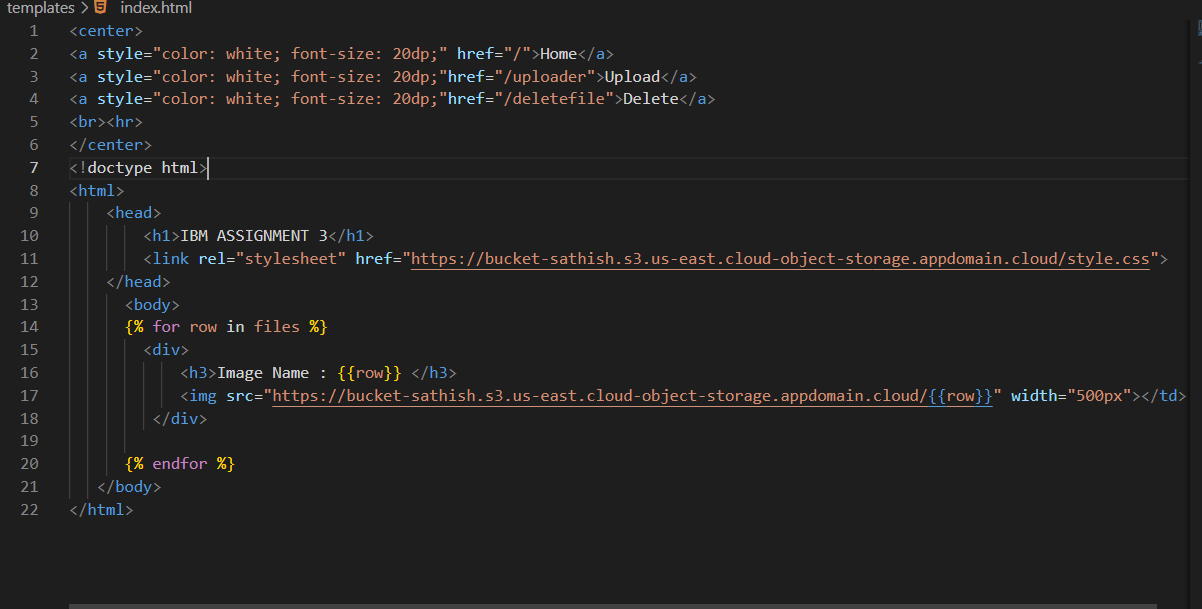 templates > index.html
1 <center>
2 <a style="color: white; font-size: 20dp;" href="/">Home</a>
3 <a style="color: white; font-size: 20dp;"href="/uploader">Upload</a>
4 <a style="color: white; font-size: 20dp;"href="/deletefile">Delete</a>
5 <br><hr>
6 </center>
7 <!doctype html>
8 <html>
9 <head>
10 <h1>IBM ASSIGNMENT 3</h1>
11 <link rel="stylesheet" href="https://bucket-sathish.s3.us-east.cloud-object-storage.appdomain.cloud/style.css">
12 </head>
13 <body>
14 {% for row in files %}
15 <div>
16 <h3>Image Name : {{row}} </h3>
17 <img src="https://bucket-sathish.s3.us-east.cloud-object-storage.appdomain.cloud/{{row}}" width="500px"></td>
18 </div>
19
20 {% endfor %}
21 </body>
22 </html>